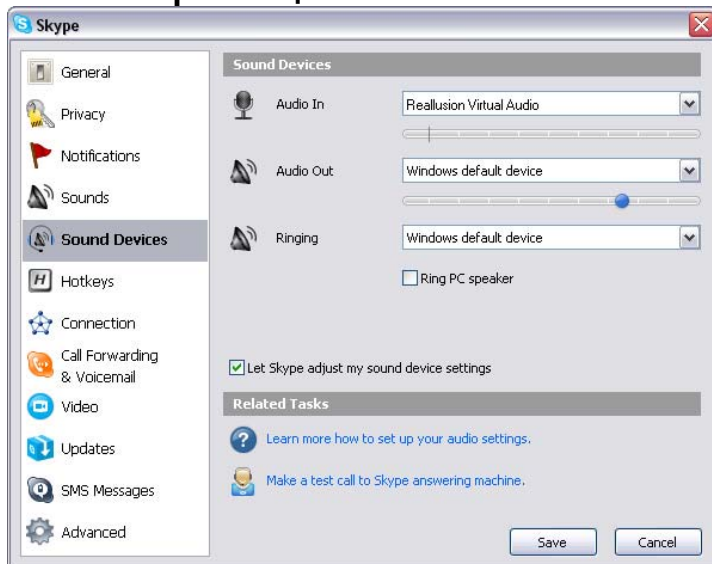 Skype
General
Privacy
Notifications
Sounds
Sound Devices
Hotkeys
Connection
Call Forwarding
& Voicemail
Video
Updates
SMS Messages
Advanced
Sound Devices
Audio In
Reallusion Virtual Audio
Audio Out
Windows default device
Ringing
Windows default device
Ring PC speaker
Let Skype adjust my sound device settings
Related Tasks
Learn more how to set up your audio settings.
Make a test call to Skype answering machine.
Save
Cancel